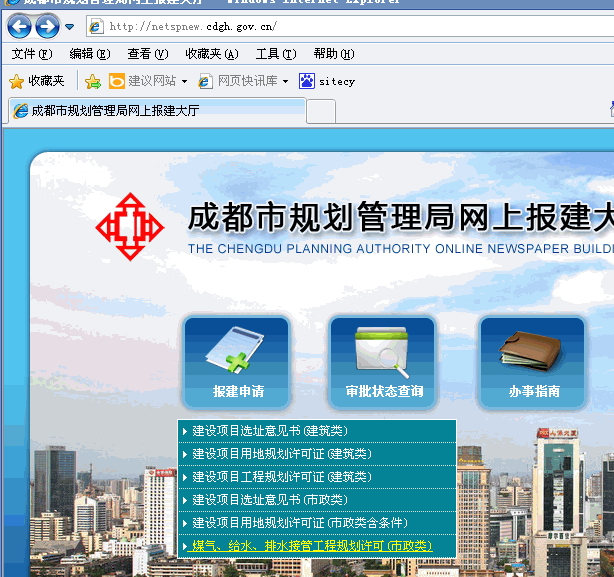 成都市规划管理局网上报建大厅 - Windows Internet Explorer
http://netspnew.cdgh.gov.cn/
文件(F) 编辑(E) 查看(V) 收藏夹(A) 工具(T) 帮助(H)
收藏夹 建议网站 网页快讯库 sitecy
成都市规划管理局网上报建大厅
成都市规划管理局网上报建大
THE CHENGDU PLANNING AUTHORITY ONLINE NEWSPAPER BUILDI
报建申请 审批状态查询 办事指南
建设项目选址意见书(建筑类)
建设项目用地规划许可证(建筑类)
建设项目工程规划许可证(建筑类)
建设项目选址意见书(市政类)
建设项目用地规划许可证(市政类含条件)
煤气、给水、排水接管工程规划许可(市政类)